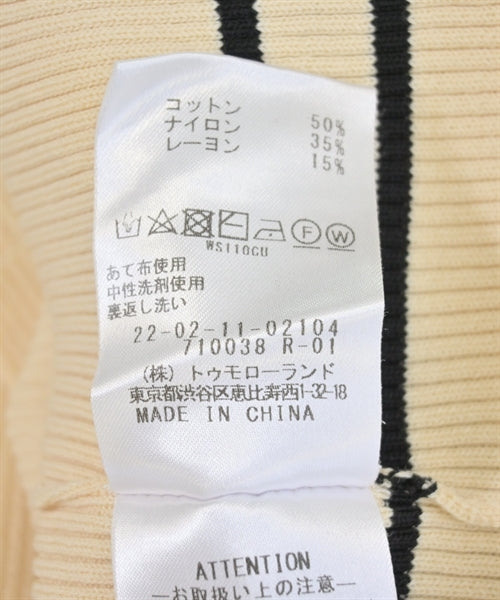 コットン 50%
ナイロン 35%
レーヨン 15%
F W
WS110CU
あて布使用
中性洗剤使用
裏返し洗い
22-02-11-02104
710038 R-01
(株)トゥモローランド
東京都渋谷区恵比寿西1-32-18
MADE IN CHINA
ATTENTION
—お取扱い上の注意—